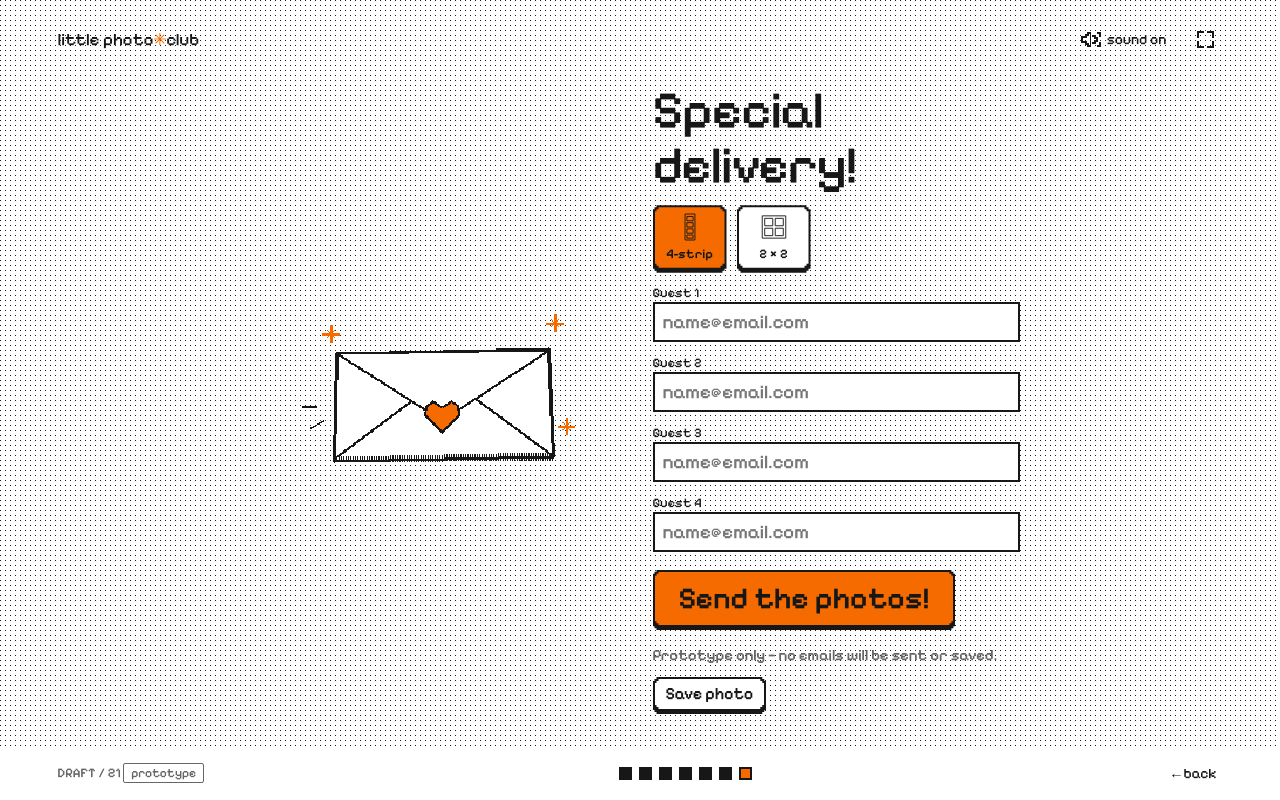 little photo✳club
sound on
Special
delivery!
4-strip
2 × 2
Guest 1
name@email.com
Guest 2
name@email.com
Guest 3
name@email.com
Guest 4
name@email.com
Send the photos!
Prototype only – no emails will be sent or saved.
Save photo
DRAFT / 21 prototype
←back